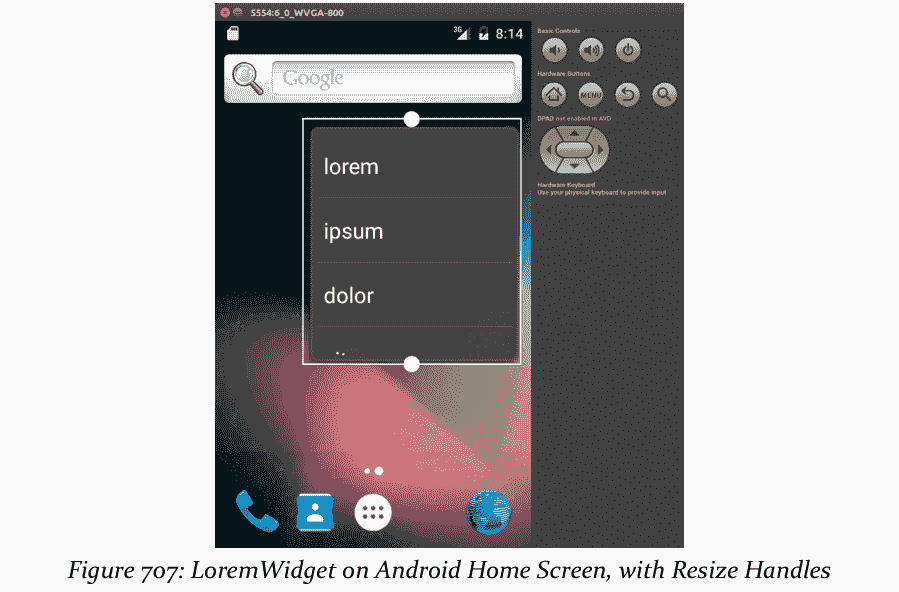 5554:6_0_WVGA-800
3G 8:14
Google
lorem
ipsum
dolor
Basic Controls
Hardware Buttons
MENU
DPAD not enabled in AVD
Hardware Keyboard
Use your physical keyboard to provide input
Figure 707: LoremWidget on Android Home Screen, with Resize Handles